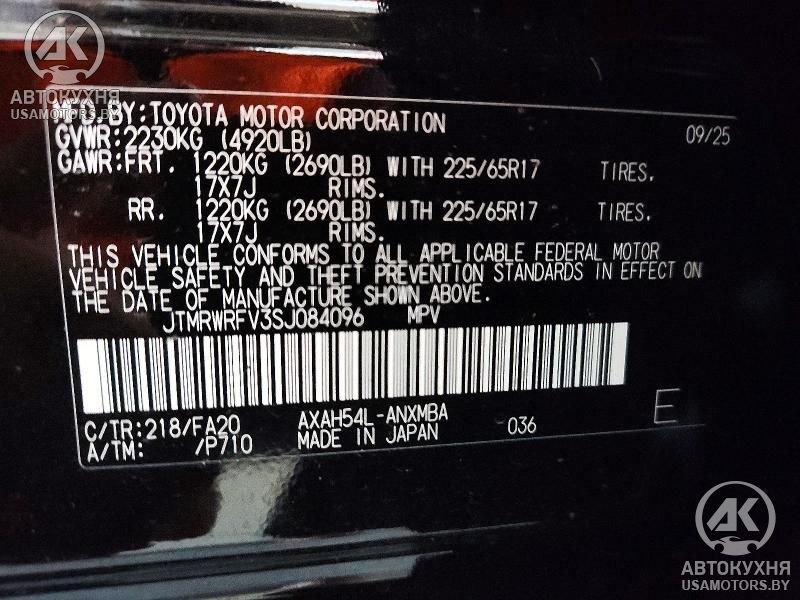 AK
АВТОКУХНЯ
USAMOTORS.BY
MFD.BY:TOYOTA MOTOR CORPORATION 09/25
GVWR:2230KG (4920LB)
GAWR:FRT. 1220KG (2690LB) WITH 225/65R17 TIRES.
17X7J RIMS.
RR. 1220KG (2690LB) WITH 225/65R17 TIRES.
17X7J RIMS.
THIS VEHICLE CONFORMS TO ALL APPLICABLE FEDERAL MOTOR
VEHICLE SAFETY AND THEFT PREVENTION STANDARDS IN EFFECT ON
THE DATE OF MANUFACTURE SHOWN ABOVE.
JTMRWRFV3SJ084096 MPV
C/TR:218/FA20 AXAH54L-ANXMBA 036 E
A/TM: /P710 MADE IN JAPAN
AK
АВТОКУХНЯ
USAMOTORS.BY